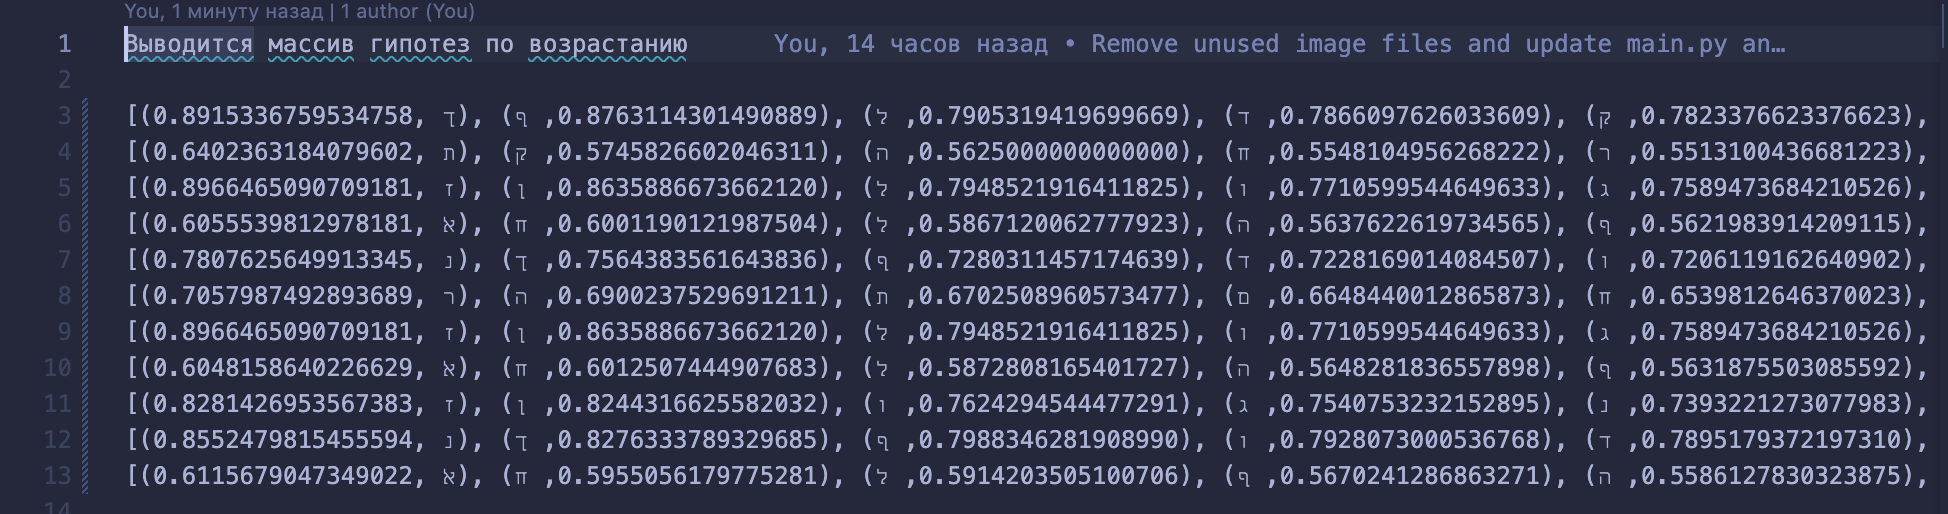 You, 1 минуту назад | 1 author (You)
1 Выводится массив гипотез по возрастанию You, 14 часов назад • Remove unused image files and update main.py an…
2
3 [(0.8915336759534758, ך), (ף ,0.8763114301490889), (ל ,0.7905319419699669), (ד ,0.7866097626033609), (ק ,0.7823376623376623),
4 [(0.6402363184079602, ת), (ק ,0.5745826602046311), (ה ,0.5625000000000000), (ח ,0.5548104956268222), (ר ,0.5513100436681223),
5 [(0.8966465090709181, ז), (ן ,0.8635886673662120), (ל ,0.7948521916411825), (ו ,0.7710599544649633), (ג ,0.7589473684210526),
6 [(0.6055539812978181, א), (ח ,0.6001190121987504), (ל ,0.5867120062777923), (ה ,0.5637622619734565), (ף ,0.5621983914209115),
7 [(0.7807625649913345, נ), (ך ,0.7564383561643836), (ף ,0.7280311457174639), (ד ,0.7228169014084507), (ו ,0.7206119162640902),
8 [(0.7057987492893689, ר), (ה ,0.6900237529691211), (ת ,0.6702508960573477), (ם ,0.6648440012865873), (ח ,0.6539812646370023),
9 [(0.8966465090709181, ז), (ן ,0.8635886673662120), (ל ,0.7948521916411825), (ו ,0.7710599544649633), (ג ,0.7589473684210526),
10 [(0.6048158640226629, א), (ח ,0.6012507444907683), (ל ,0.5872808165401727), (ה ,0.5648281836557898), (ף ,0.5631875503085592),
11 [(0.8281426953567383, ז), (ן ,0.8244316625582032), (ו ,0.7624294544477291), (ג ,0.7540753232152895), (נ ,0.7393221273077983),
12 [(0.8552479815455594, נ), (ך ,0.8276333789329685), (ף ,0.7988346281908990), (ו ,0.7928073000536768), (ד ,0.7895179372197310),
13 [(0.6115679047349022, א), (ח ,0.5955056179775281), (ל ,0.5914203505100706), (ף ,0.5670241286863271), (ה ,0.5586127830323875),
14